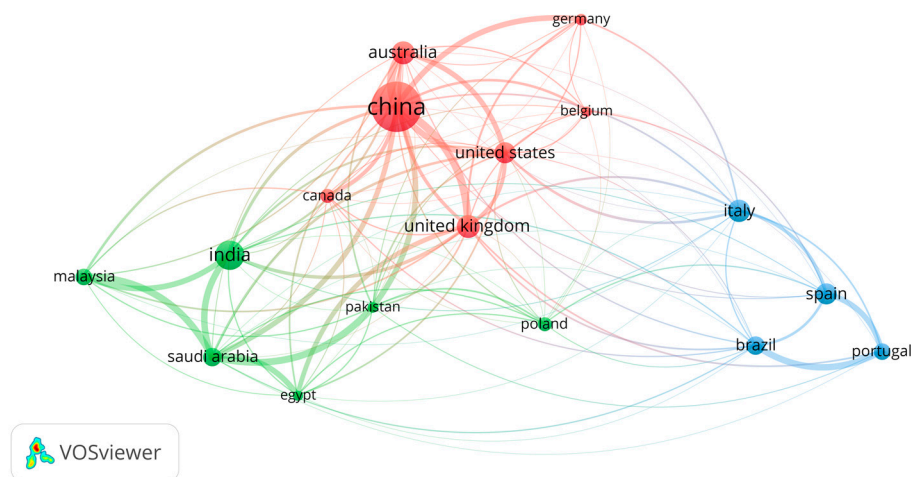 germany
australia
china
belgium
united states
canada
italy
united kingdom
india
malaysia
spain
pakistan
poland
brazil
portugal
saudi arabia
egypt
VOSviewer